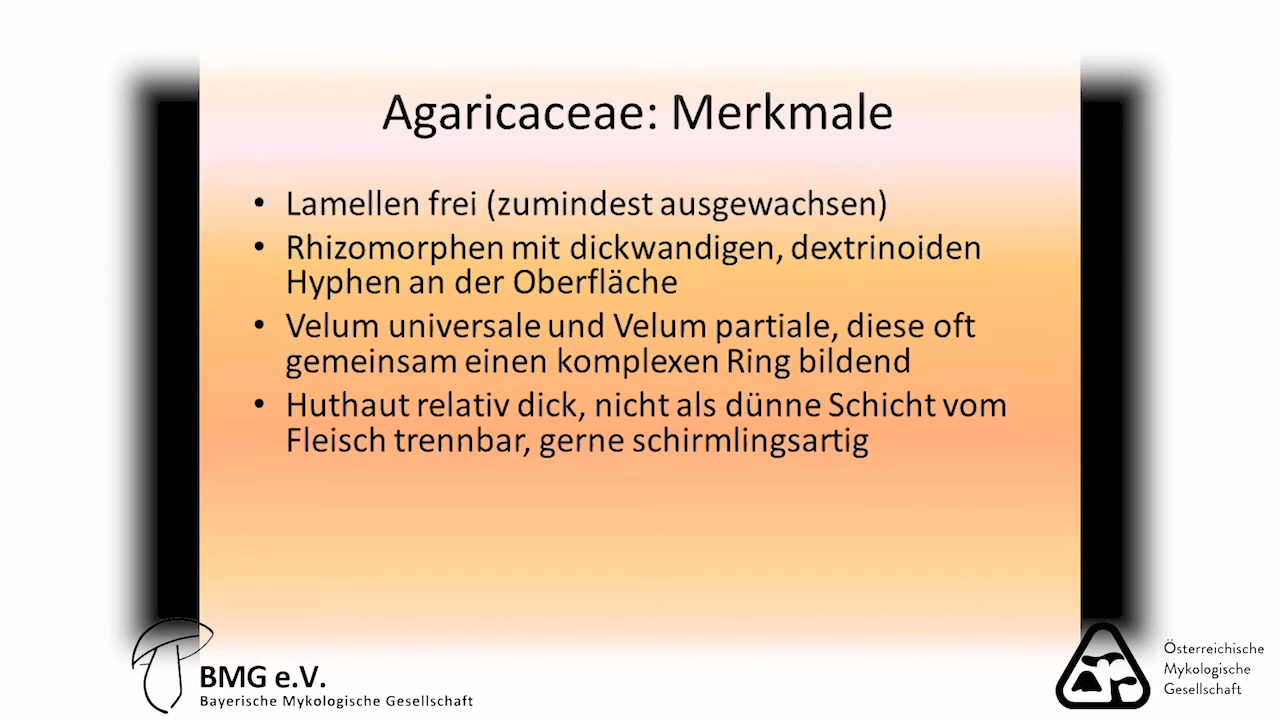 Agaricaceae: Merkmale
• Lamellen frei (zumindest ausgewachsen)
• Rhizomorphen mit dickwandigen, dextrinoiden
Hyphen an der Oberfläche
• Velum universale und Velum partiale, diese oft
gemeinsam einen komplexen Ring bildend
• Huthaut relativ dick, nicht als dünne Schicht vom
Fleisch trennbar, gerne schirmlingsartig
BMG e.V.
Bayerische Mykologische Gesellschaft
Österreichische
Mykologische
Gesellschaft